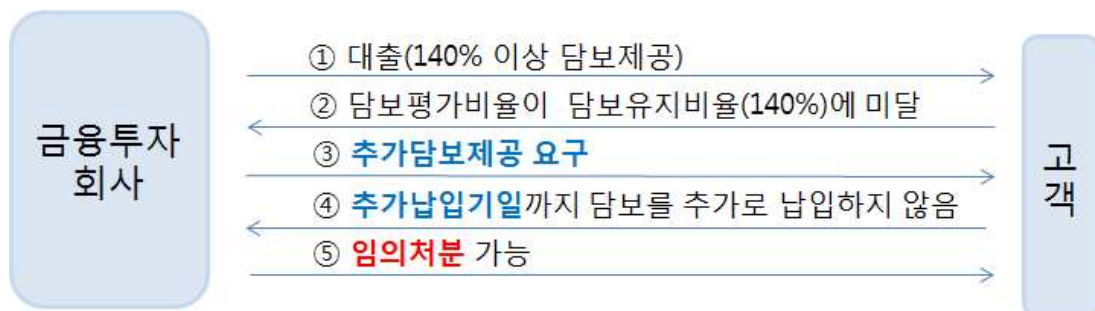 금융투자
회사
① 대출(140% 이상 담보제공)
② 담보평가비율이 담보유지비율(140%)에 미달
③ 추가담보제공 요구
④ 추가납입기일까지 담보를 추가로 납입하지 않음
⑤ 임의처분 가능
고
객